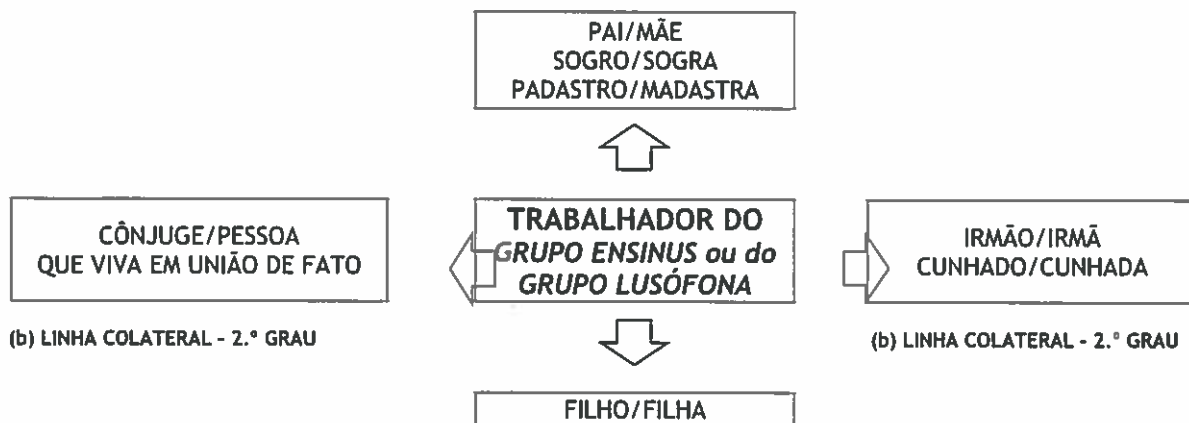 PAI/MÃE
SOGRO/SOGRA
PADASTRO/MADASTRA
CÔNJUGE/PESSOA
QUE VIVA EM UNIÃO DE FATO
TRABALHADOR DO
GRUPO ENSINUS ou do
GRUPO LUSÓFONA
IRMÃO/IRMÃ
CUNHADO/CUNHADA
(b) LINHA COLATERAL - 2.º GRAU
(b) LINHA COLATERAL - 2.º GRAU
FILHO/FILHA